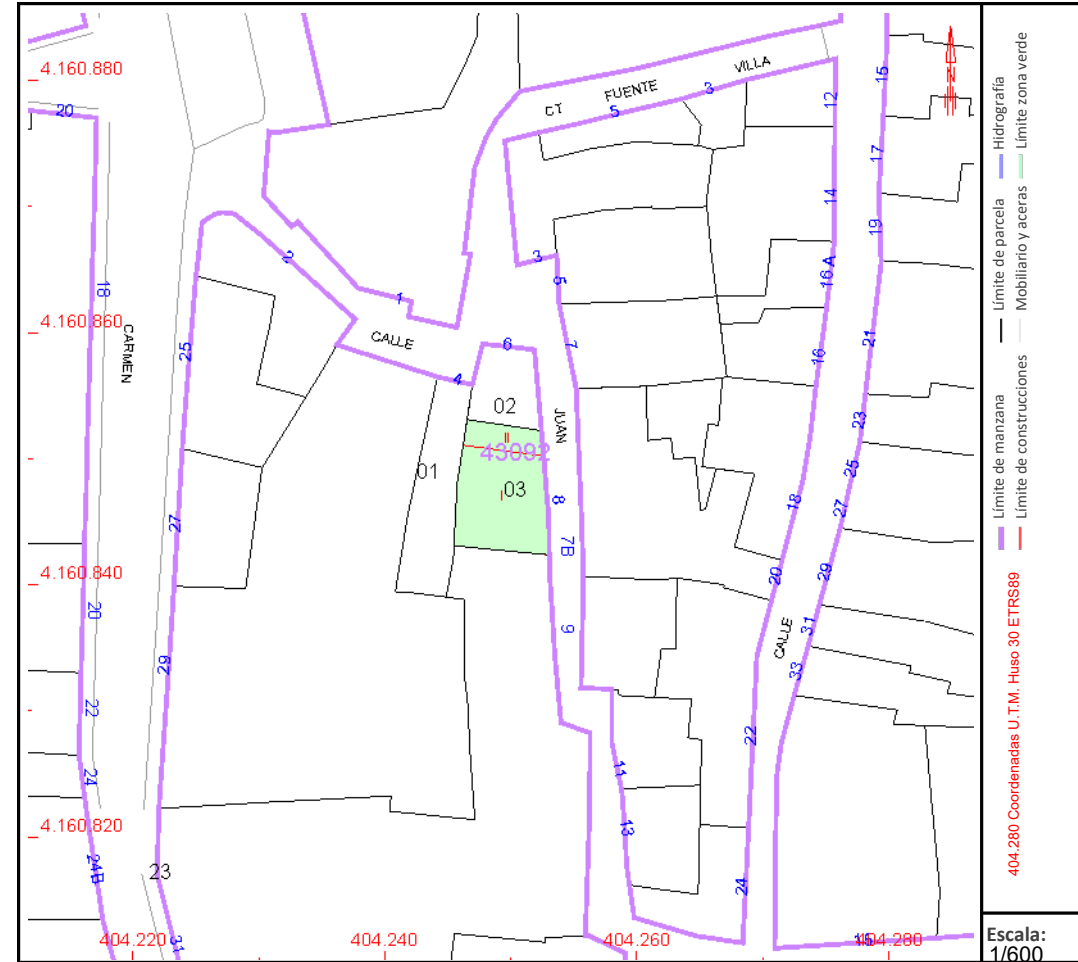 4.160.880
4.160.860
4.160.840
4.160.820
404.220
404.240
404.260
404.280
CT FUENTE VILLA
CALLE
CARMEN
JUAN
CALLE
43092
01
02
03
II
I
23
20
18
20
22
24
24B
25
27
29
31
2
1
4
6
3
5
7
8
7B
9
11
13
5
3
12
14
16 A
16
18
20
22
24
15
17
19
21
23
25
27
29
31
33
15
N
Límite de manzana
Límite de parcela
Hidrografía
Límite de construcciones
Mobiliario y aceras
Límite zona verde
404.280 Coordenadas U.T.M. Huso 30 ETRS89
Escala:
1/600